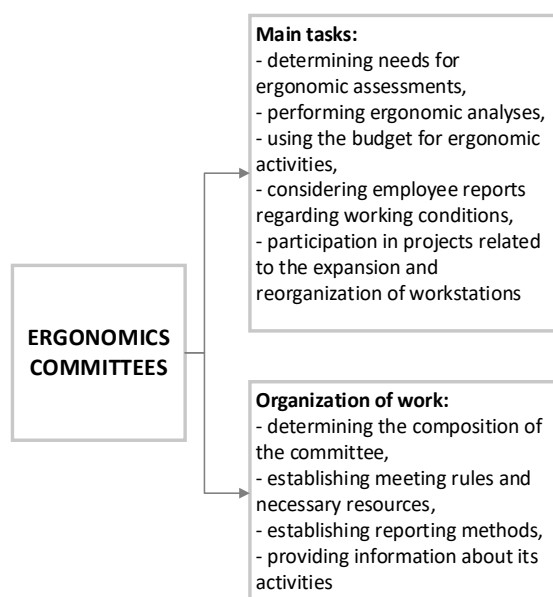 Main tasks:
- determining needs for
ergonomic assessments,
- performing ergonomic analyses,
- using the budget for ergonomic
activities,
- considering employee reports
regarding working conditions,
- participation in projects related
to the expansion and
reorganization of workstations
ERGONOMICS
COMMITTEES
Organization of work:
- determining the composition of
the committee,
- establishing meeting rules and
necessary resources,
- establishing reporting methods,
- providing information about its
activities